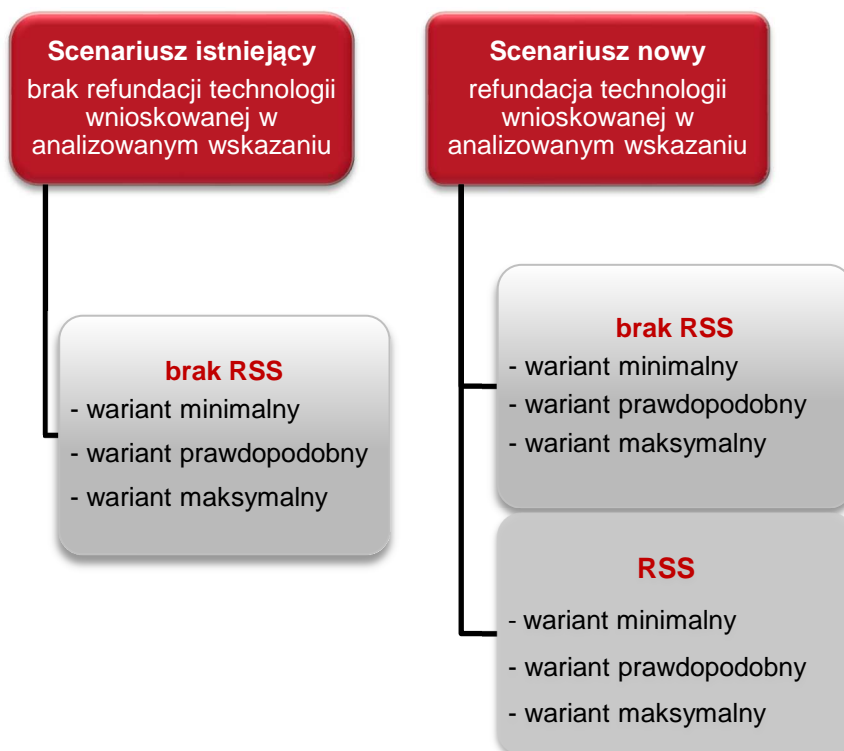 Scenariusz istniejący
brak refundacji technologii
wnioskowanej w
analizowanym wskazaniu
brak RSS
- wariant minimalny
- wariant prawdopodobny
- wariant maksymalny
Scenariusz nowy
refundacja technologii
wnioskowanej w
analizowanym wskazaniu
brak RSS
- wariant minimalny
- wariant prawdopodobny
- wariant maksymalny
RSS
- wariant minimalny
- wariant prawdopodobny
- wariant maksymalny